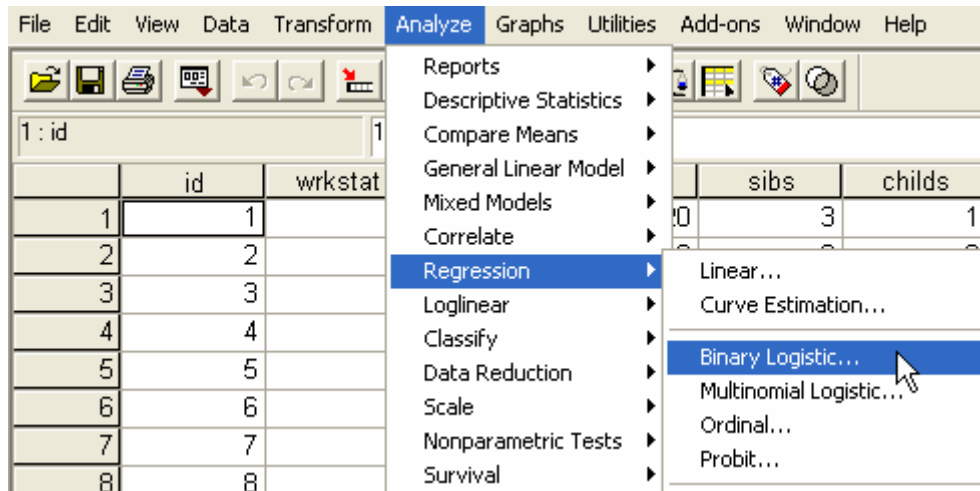 File Edit View Data Transform Analyze Graphs Utilities Add-ons Window Help
Reports
Descriptive Statistics
1 : id
Compare Means
General Linear Model
id wrkstat sibs childs
Mixed Models
1 1 20 3 1
Correlate
2 2
Regression
Linear...
3 3
Loglinear
Curve Estimation...
4 4
Classify
Binary Logistic...
5 5
Data Reduction
Multinomial Logistic...
6 6
Scale
Ordinal...
7 7
Nonparametric Tests
Probit...
8 8
Survival